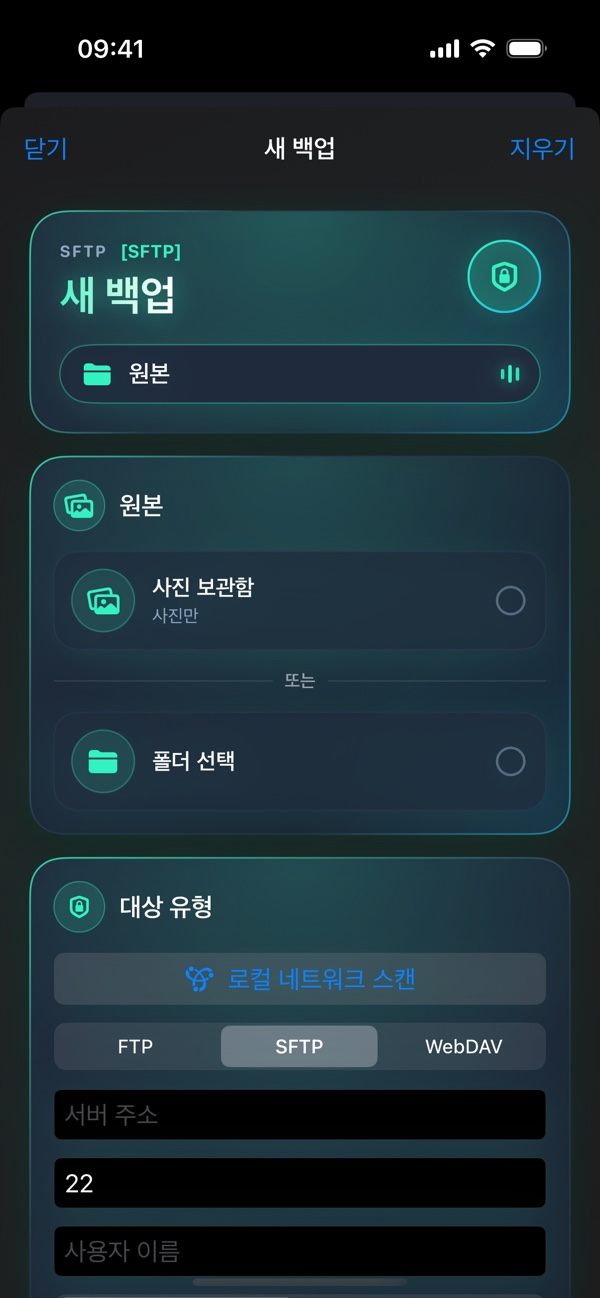 09:41
닫기 새 백업 지우기
SFTP [SFTP]
새 백업
원본
원본
사진 보관함
사진만
또는
폴더 선택
대상 유형
로컬 네트워크 스캔
FTP SFTP WebDAV
서버 주소
22
사용자 이름